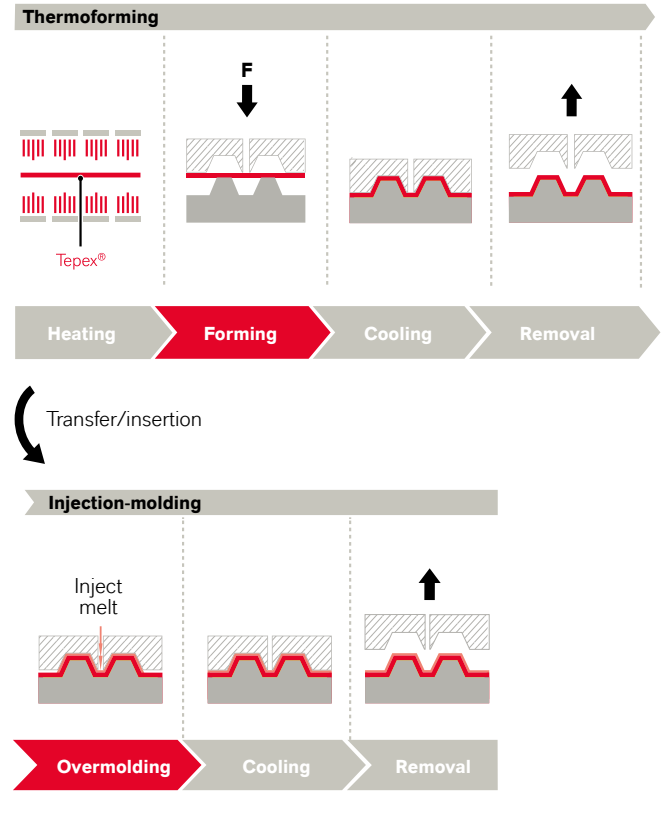 Thermoforming
F
Tepex®
Heating
Forming
Cooling
Removal
Transfer/insertion
Injection-molding
Inject
melt
Overmolding
Cooling
Removal